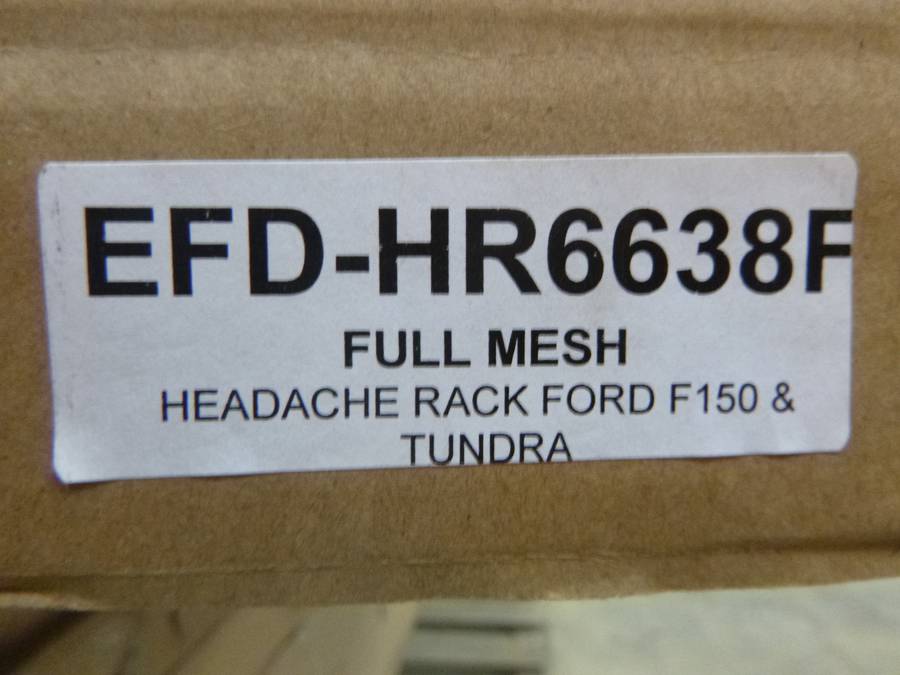 EFD-HR6638F
FULL MESH
HEADACHE RACK FORD F150 &
TUNDRA